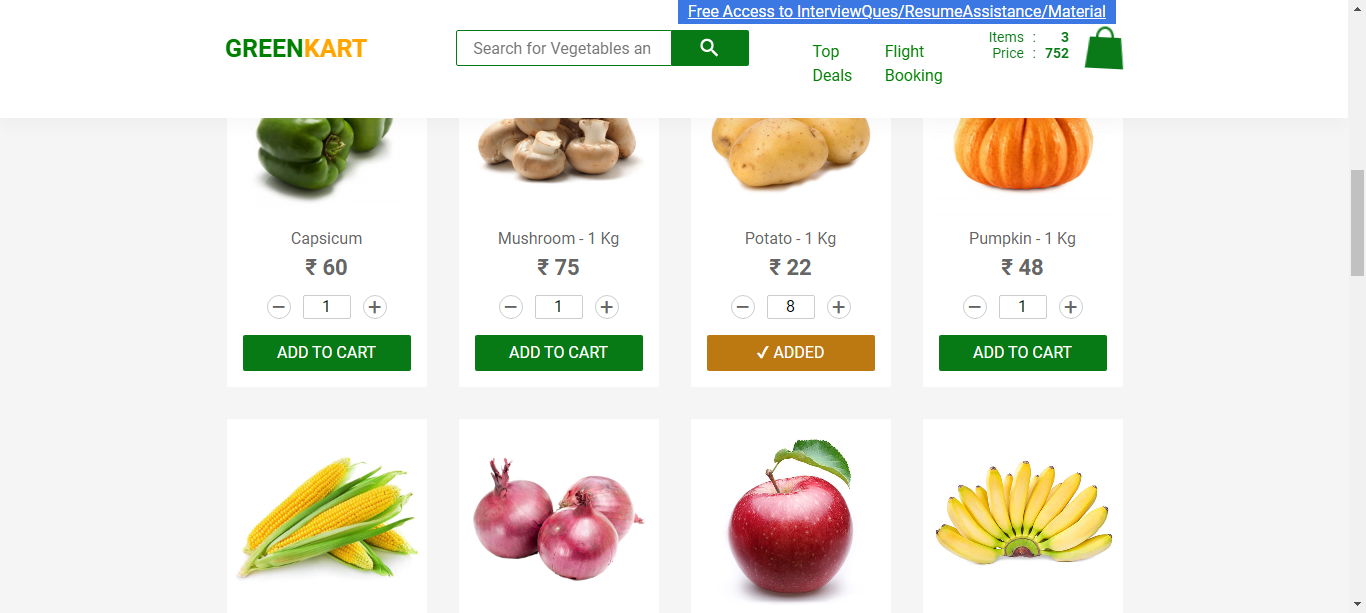 Free Access to InterviewQues/ResumeAssistance/Material
GREENKART
Search for Vegetables an
Top Deals
Flight Booking
Items : 3
Price : 752
Capsicum
₹ 60
1
ADD TO CART
Mushroom - 1 Kg
₹ 75
1
ADD TO CART
Potato - 1 Kg
₹ 22
8
✓ ADDED
Pumpkin - 1 Kg
₹ 48
1
ADD TO CART